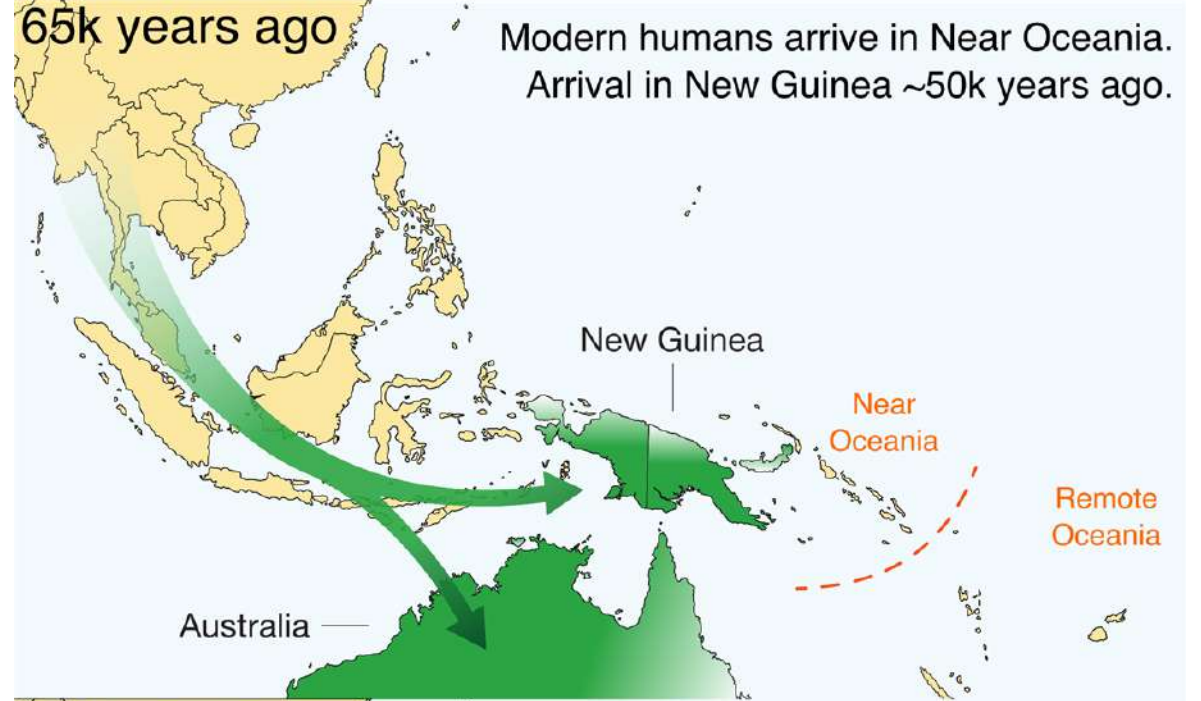 65k years ago
Modern humans arrive in Near Oceania.
Arrival in New Guinea ~50k years ago.
New Guinea
Near
Oceania
Remote
Oceania
Australia